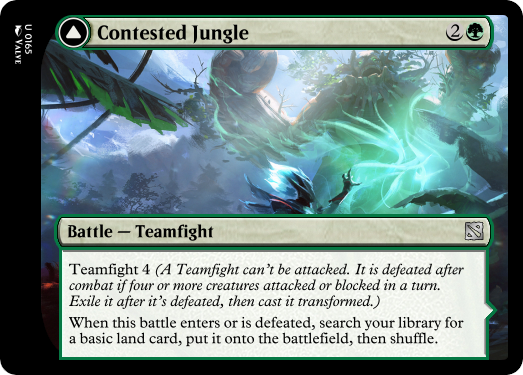 Contested Jungle 2
Battle — Teamfight
Teamfight 4 (A Teamfight can't be attacked. It is defeated after
combat if four or more creatures attacked or blocked in a turn.
Exile it after it's defeated, then cast it transformed.)
When this battle enters or is defeated, search your library for
a basic land card, put it onto the battlefield, then shuffle.
U 0165
VALVE